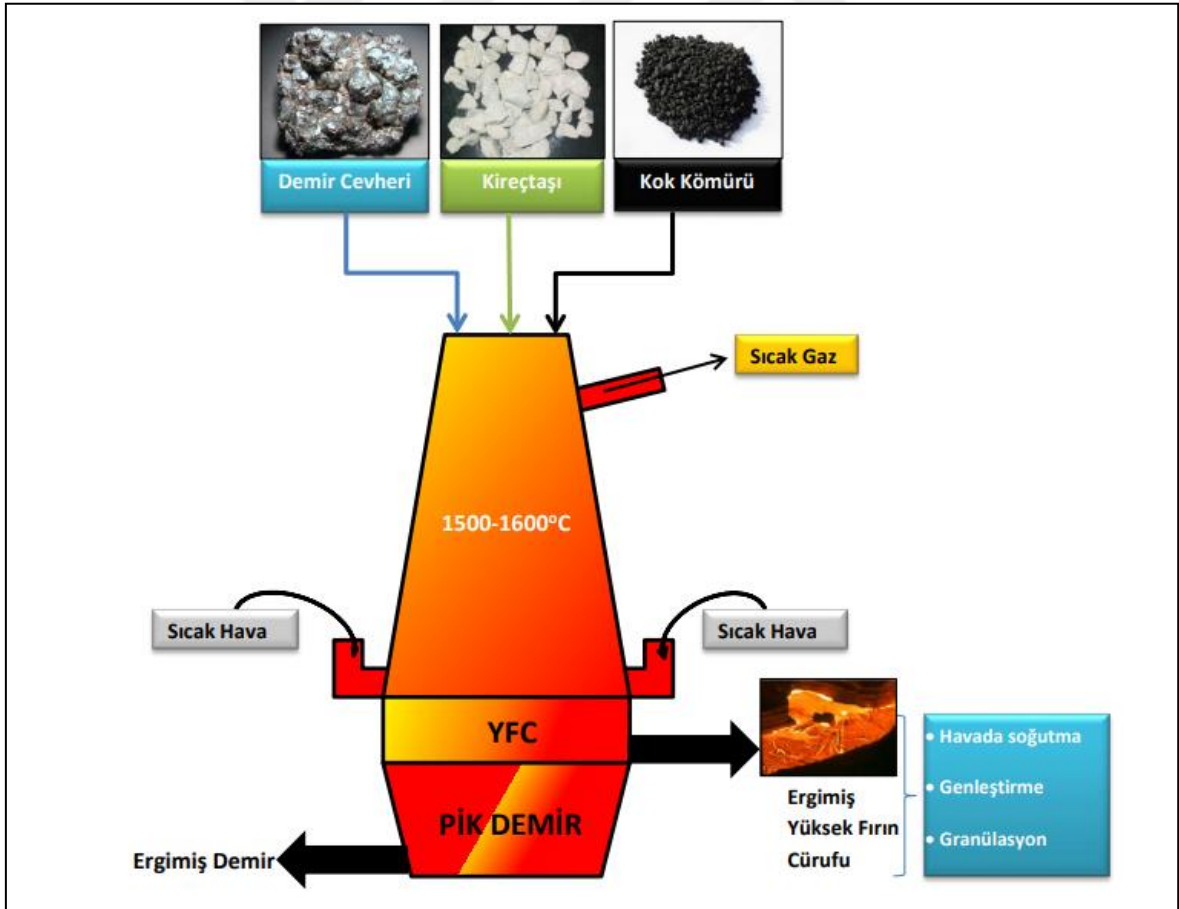 Demir Cevheri
Kireçtaşı
Kok Kömürü
Sıcak Gaz
1500-1600°C
Sıcak Hava
Sıcak Hava
YFC
PİK DEMİR
Ergimiş Demir
Ergimiş
Yüksek Fırın
Cürufu
• Havada soğutma
• Genleştirme
• Granülasyon